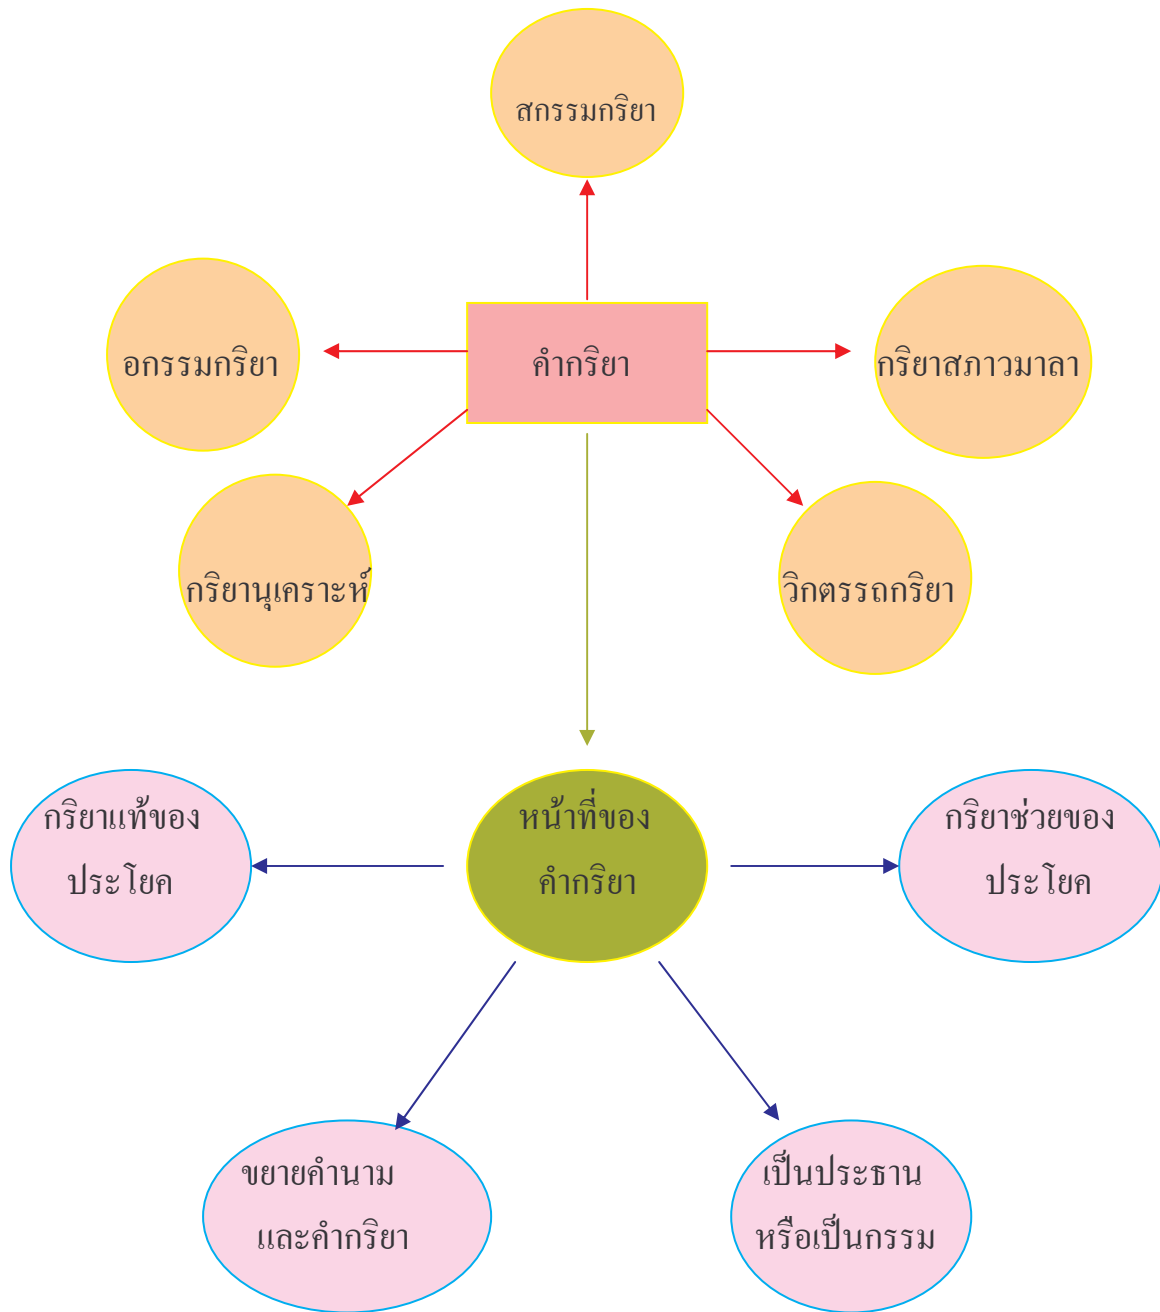 สกรรมกริยา
อกรรมกริยา
คำกริยา
กริยาสภาวมาลา
กริยานุเคราะห์
วิกตรรถกริยา
กริยาแท้ของ
ประโยค
หน้าที่ของ
คำกริยา
กริยาช่วยของ
ประโยค
ขยายคำนาม
และคำกริยา
เป็นประธาน
หรือเป็นกรรม